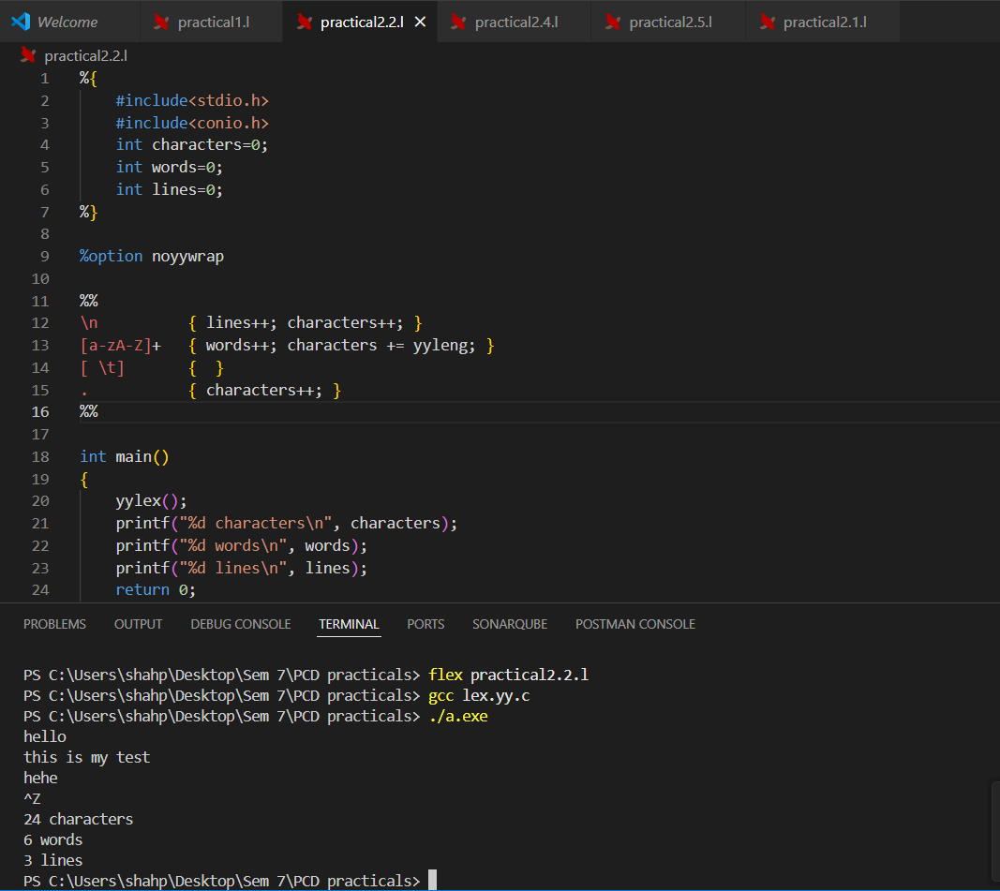 Welcome practical1.l practical2.2.l practical2.4.l practical2.5.l practical2.1.l
practical2.2.l
1 %{
2     #include<stdio.h>
3     #include<conio.h>
4     int characters=0;
5     int words=0;
6     int lines=0;
7 %}
8
9 %option noyywrap
10
11 %%
12 \n          { lines++; characters++; }
13 [a-zA-Z]+   { words++; characters += yyleng; }
14 [ \t]       {  }
15 .           { characters++; }
16 %%
17
18 int main()
19 {
20     yylex();
21     printf("%d characters\n", characters);
22     printf("%d words\n", words);
23     printf("%d lines\n", lines);
24     return 0;
PROBLEMS OUTPUT DEBUG CONSOLE TERMINAL PORTS SONARQUBE POSTMAN CONSOLE
PS C:\Users\shahp\Desktop\Sem 7\PCD practicals> flex practical2.2.l
PS C:\Users\shahp\Desktop\Sem 7\PCD practicals> gcc lex.yy.c
PS C:\Users\shahp\Desktop\Sem 7\PCD practicals> ./a.exe
hello
this is my test
hehe
^Z
24 characters
6 words
3 lines
PS C:\Users\shahp\Desktop\Sem 7\PCD practicals>